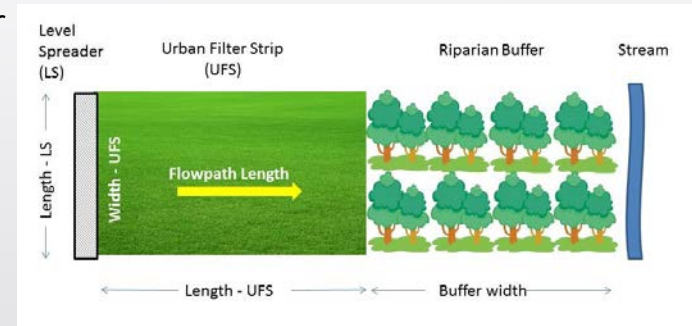 Level
Spreader
(LS)
Urban Filter Strip
(UFS)
Riparian Buffer
Stream
Length - LS
Width - UFS
Flowpath Length
Length - UFS
Buffer width